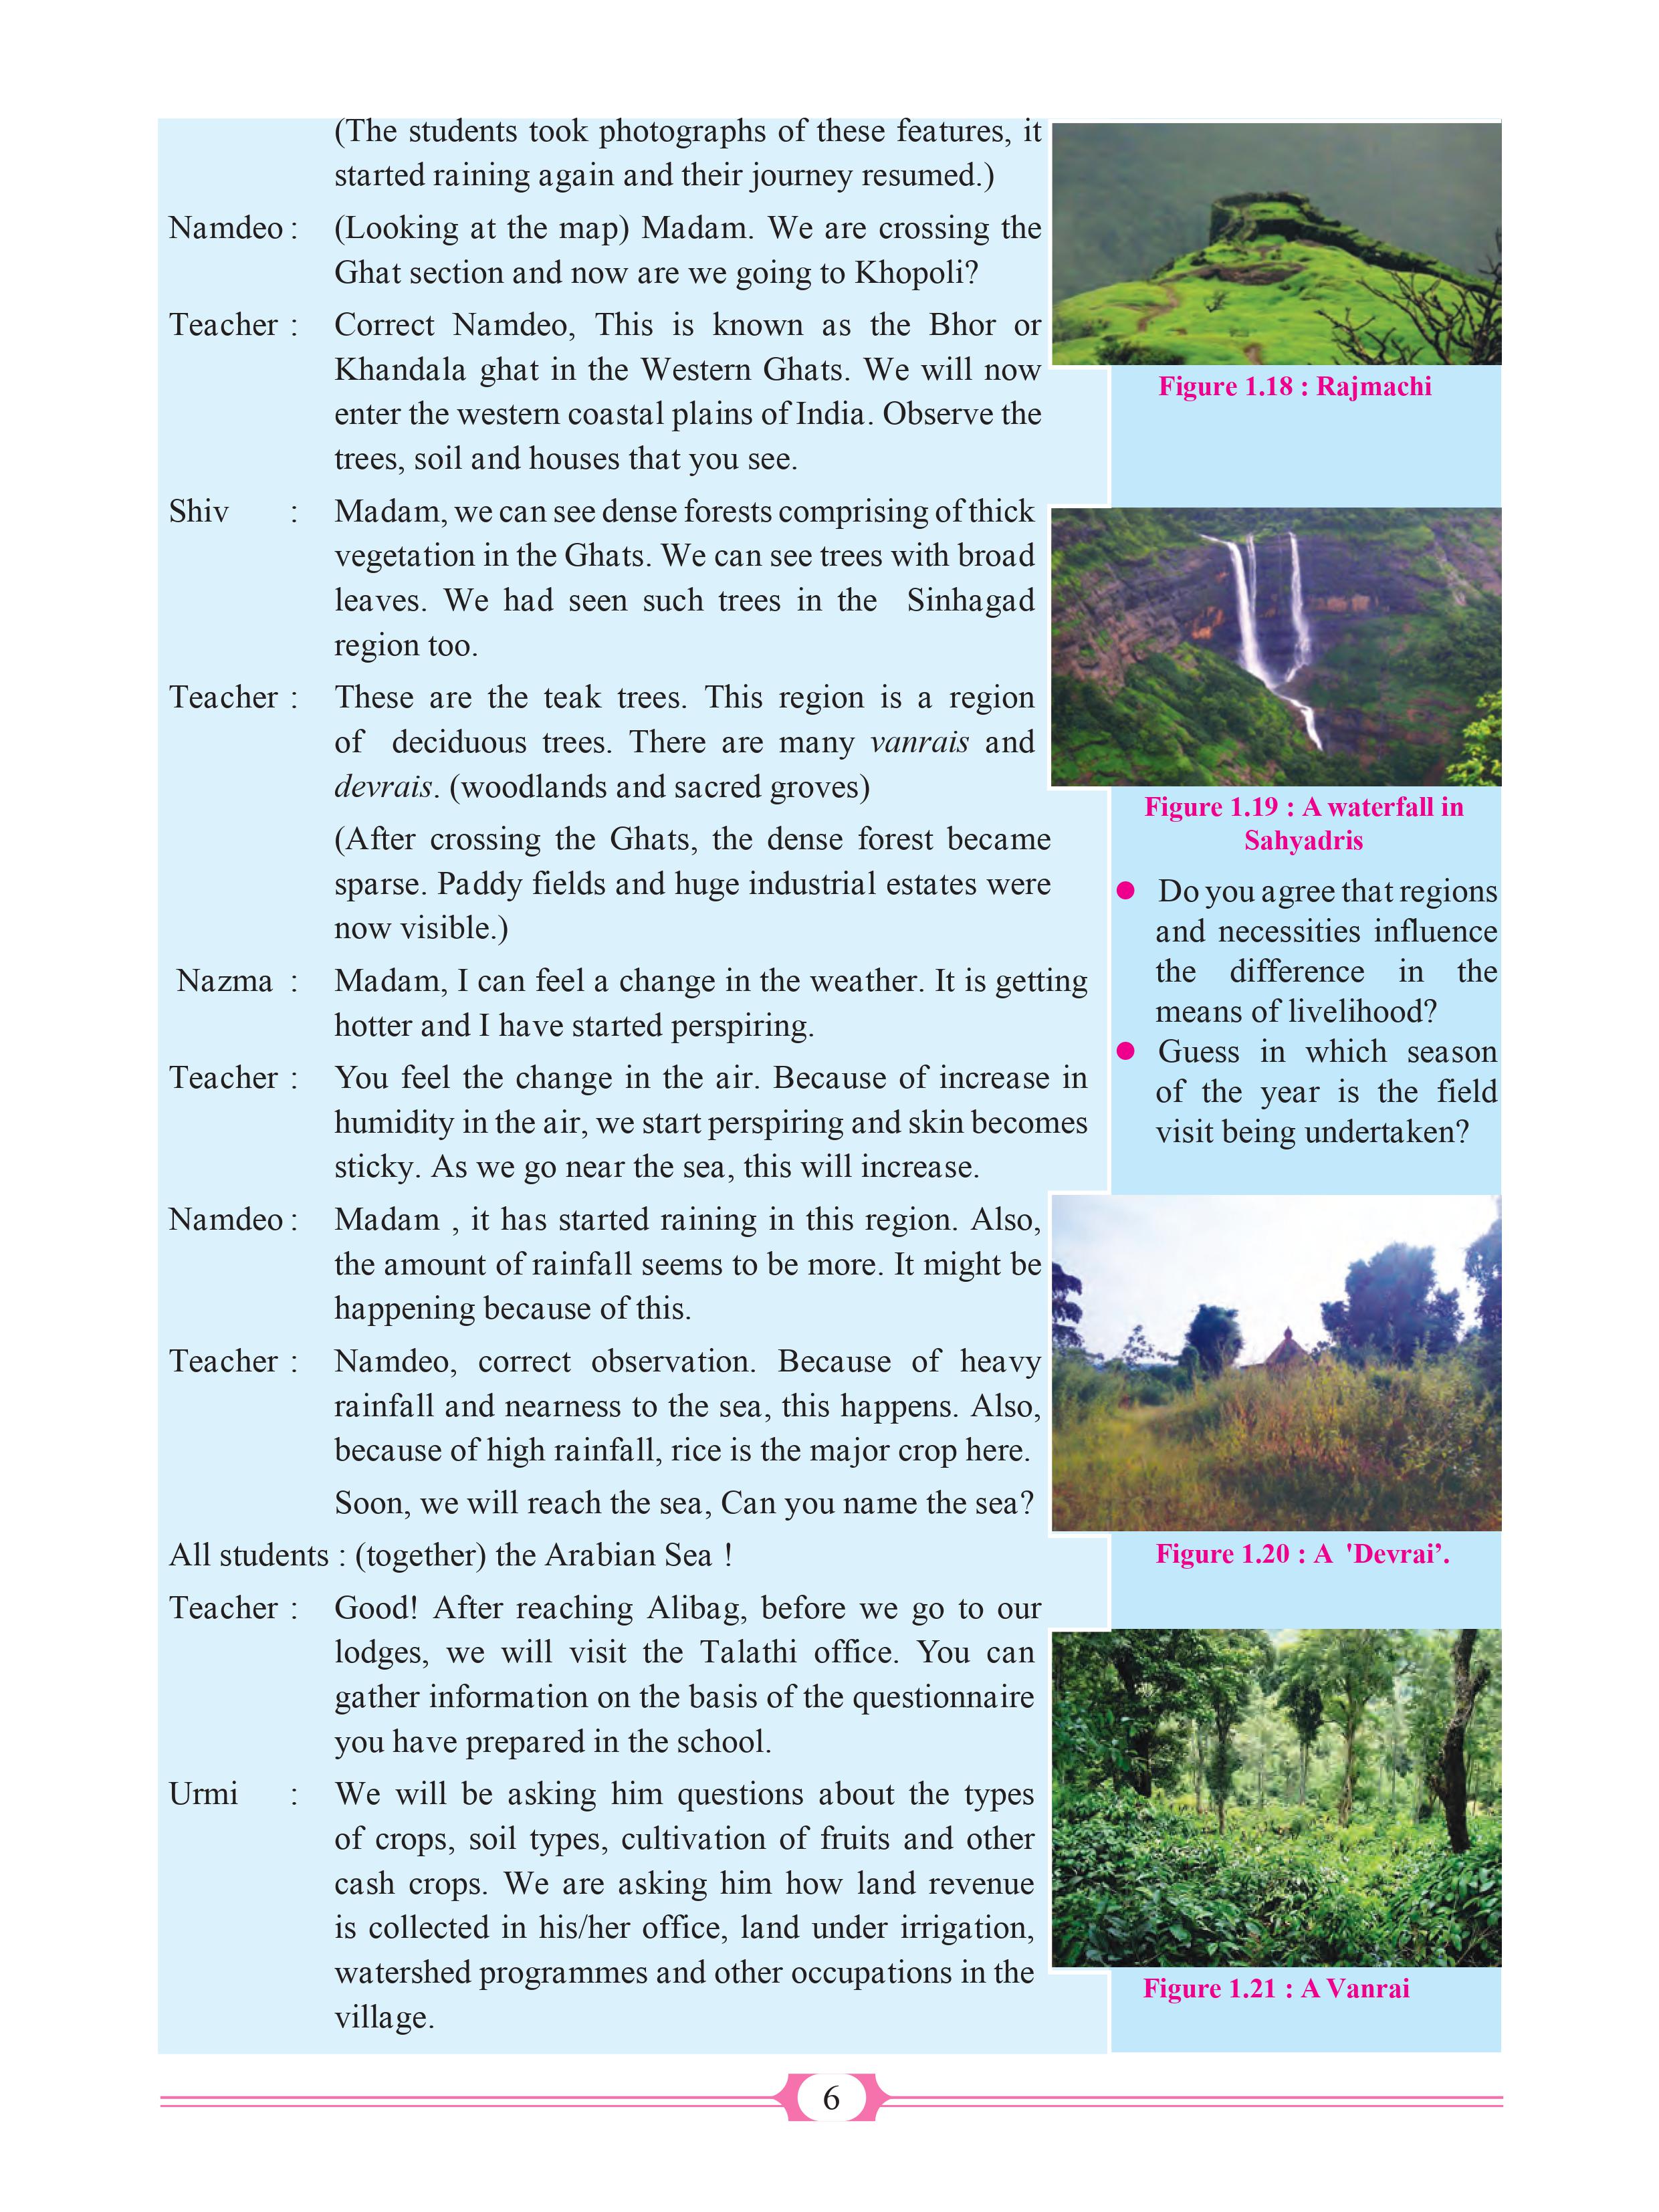 (The students took photographs of these features, it
started raining again and their journey resumed.)
Namdeo : (Looking at the map) Madam. We are crossing the
Ghat section and now are we going to Khopoli?
Teacher : Correct Namdeo, This is known as the Bhor or
Khandala ghat in the Western Ghats. We will now
enter the western coastal plains of India. Observe the
trees, soil and houses that you see.
Shiv : Madam, we can see dense forests comprising of thick
vegetation in the Ghats. We can see trees with broad
leaves. We had seen such trees in the Sinhagad
region too.
Teacher : These are the teak trees. This region is a region
of deciduous trees. There are many vanrais and
devrais. (woodlands and sacred groves)
(After crossing the Ghats, the dense forest became
sparse. Paddy fields and huge industrial estates were
now visible.)
Nazma : Madam, I can feel a change in the weather. It is getting
hotter and I have started perspiring.
Teacher : You feel the change in the air. Because of increase in
humidity in the air, we start perspiring and skin becomes
sticky. As we go near the sea, this will increase.
Namdeo : Madam , it has started raining in this region. Also,
the amount of rainfall seems to be more. It might be
happening because of this.
Teacher : Namdeo, correct observation. Because of heavy
rainfall and nearness to the sea, this happens. Also,
because of high rainfall, rice is the major crop here.
Soon, we will reach the sea, Can you name the sea?
All students : (together) the Arabian Sea !
Teacher : Good! After reaching Alibag, before we go to our
lodges, we will visit the Talathi office. You can
gather information on the basis of the questionnaire
you have prepared in the school.
Urmi : We will be asking him questions about the types
of crops, soil types, cultivation of fruits and other
cash crops. We are asking him how land revenue
is collected in his/her office, land under irrigation,
watershed programmes and other occupations in the
village.
Figure 1.18 : Rajmachi
Figure 1.19 : A waterfall in
Sahyadris
● Do you agree that regions
and necessities influence
the difference in the
means of livelihood?
● Guess in which season
of the year is the field
visit being undertaken?
Figure 1.20 : A 'Devrai’.
Figure 1.21 : A Vanrai
6